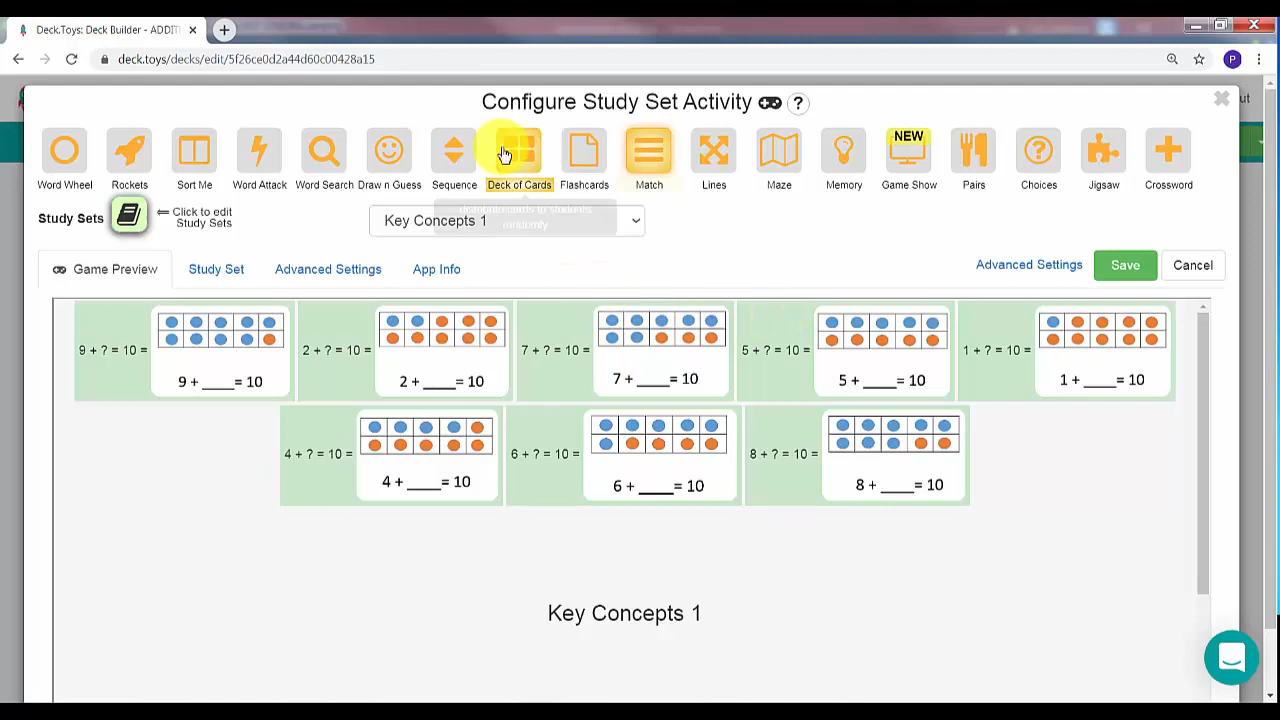 Deck.Toys: Deck Builder - ADDIT
deck.toys/decks/edit/5f26ce0d2a44d60c00428a15
P
Configure Study Set Activity ?
out
NEW
Word Wheel Rockets Sort Me Word Attack Word Search Draw n Guess Sequence Deck of Cards Flashcards Match Lines Maze Memory Game Show Pairs Choices Jigsaw Crossword
Study Sets
Click to edit
Study Sets
Key Concepts 1
cards to students
randomly
Game Preview Study Set Advanced Settings App Info Advanced Settings Save Cancel
9 + ? = 10 = 2 + ? = 10 = 7 + ? = 10 = 5 + ? = 10 = 1 + ? = 10 =
9 + ____ = 10 2 + ____ = 10 7 + ____ = 10 5 + ____ = 10 1 + ____ = 10
4 + ? = 10 = 6 + ? = 10 = 8 + ? = 10 =
4 + ____ = 10 6 + ____ = 10 8 + ____ = 10
Key Concepts 1